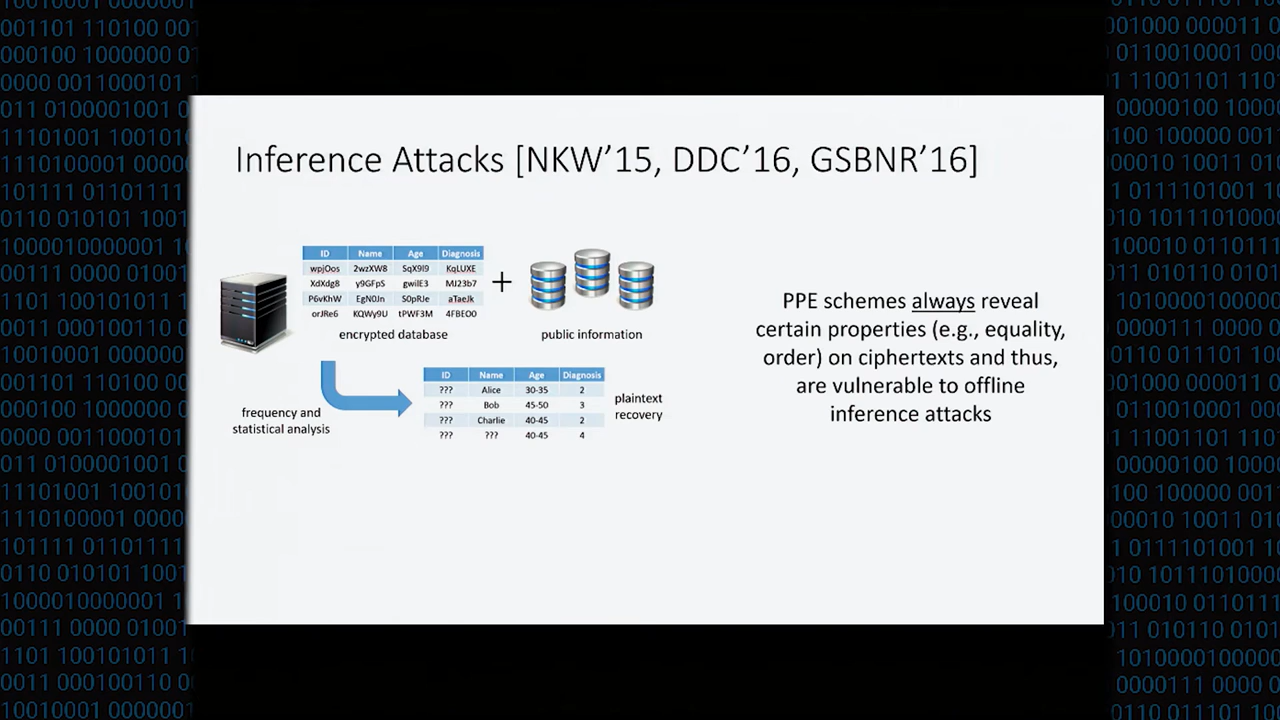 Inference Attacks [NKW’15, DDC’16, GSBNR’16]
ID Name Age Diagnosis
wpjOos 2wzXW8 SqX9l9 KqLUXE
XdXdg8 y9GFpS gwilE3 MJ23b7
P6vKhW EgN0Jn S0pRJe aTaeJk
orJRe6 KQWy9U tPWF3M 4FBEO0
encrypted database
+
public information
frequency and
statistical analysis
ID Name Age Diagnosis
??? Alice 30-35 2
??? Bob 45-50 3
??? Charlie 40-45 2
??? ??? 40-45 4
plaintext
recovery
PPE schemes always reveal
certain properties (e.g., equality,
order) on ciphertexts and thus,
are vulnerable to offline
inference attacks